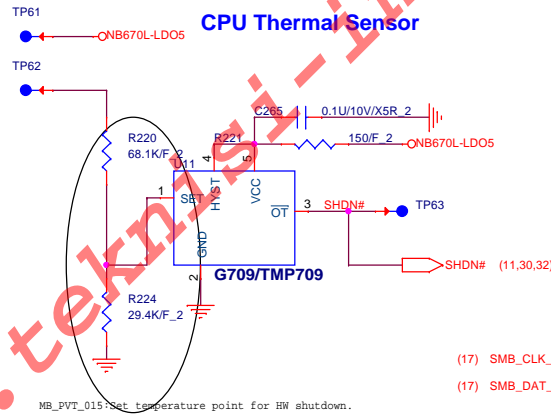 TP61
CPU Thermal Sensor
NB670L-LDO5
TP62
C265
0.1U/10V/X5R_2
R220
68.1K/F_2
R221
150/F_2
NB670L-LDO5
U11
4
5
1
SET
HYST
VCC
OT
3
SHDN#
TP63
GND
2
G709/TMP709
SHDN# (11,30,32)
R224
29.4K/F_2
(17) SMB_CLK_
(17) SMB_DAT_
MB_PVT_015:Set temperature point for HW shutdown.
.teknisi-in